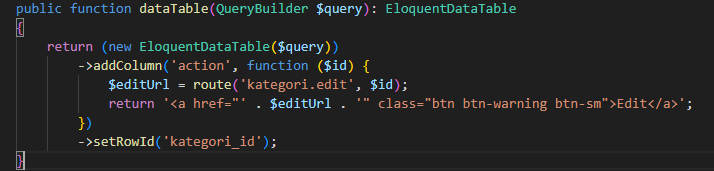 public function dataTable(QueryBuilder $query): EloquentDataTable
{
    return (new EloquentDataTable($query))
        ->addColumn('action', function ($id) {
            $editUrl = route('kategori.edit', $id);
            return '<a href="' . $editUrl . '" class="btn btn-warning btn-sm">Edit</a>';
        })
        ->setRowId('kategori_id');
}